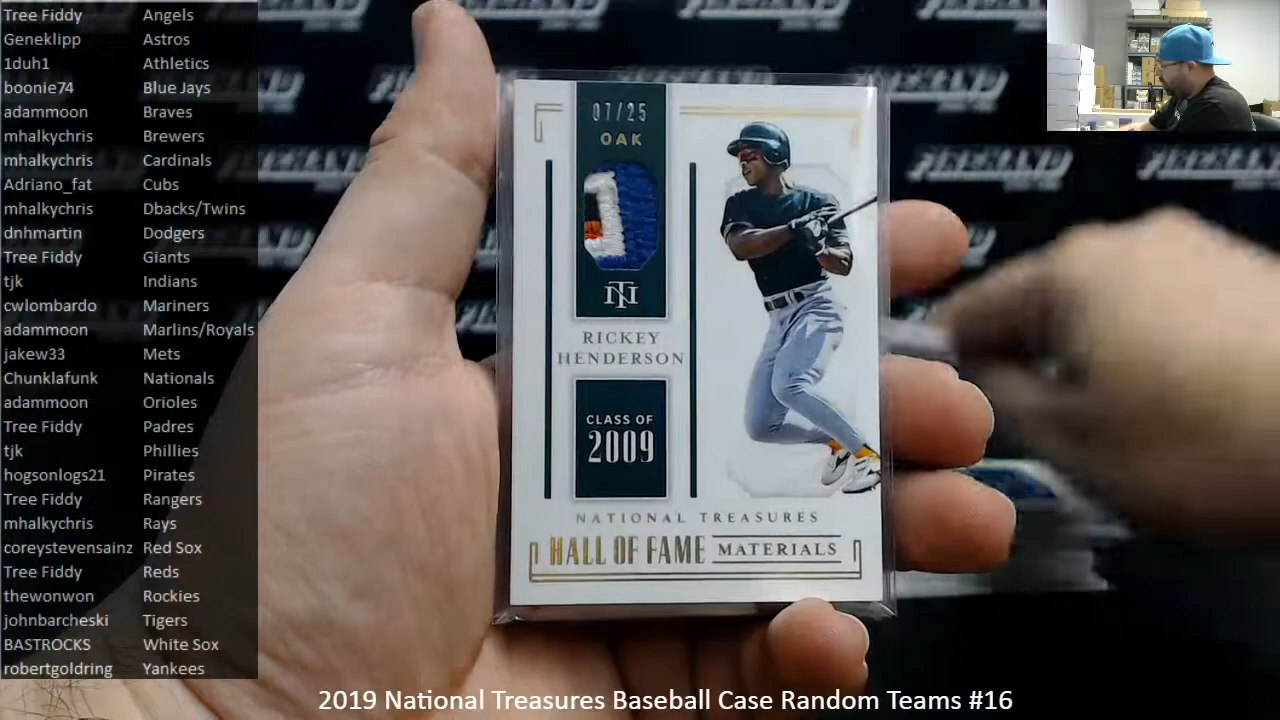 Tree Fiddy Angels
Geneklipp Astros
1duh1 Athletics
boonie74 Blue Jays
adammoon Braves
mhalkychris Brewers
mhalkychris Cardinals
Adriano_fat Cubs
mhalkychris Dbacks/Twins
dnhmartin Dodgers
Tree Fiddy Giants
tjk Indians
cwlombardo Mariners
adammoon Marlins/Royals
jakew33 Mets
Chunklafunk Nationals
adammoon Orioles
Tree Fiddy Padres
tjk Phillies
hogsonlogs21 Pirates
Tree Fiddy Rangers
mhalkychris Rays
coreystevensainz Red Sox
Tree Fiddy Reds
thewonwon Rockies
johnbarcheski Tigers
BASTROCKS White Sox
robertgoldring Yankees
07/25
OAK
NT
RICKEY
HENDERSON
CLASS OF
2009
NATIONAL TREASURES
HALL OF FAME MATERIALS
2019 National Treasures Baseball Case Random Teams #16